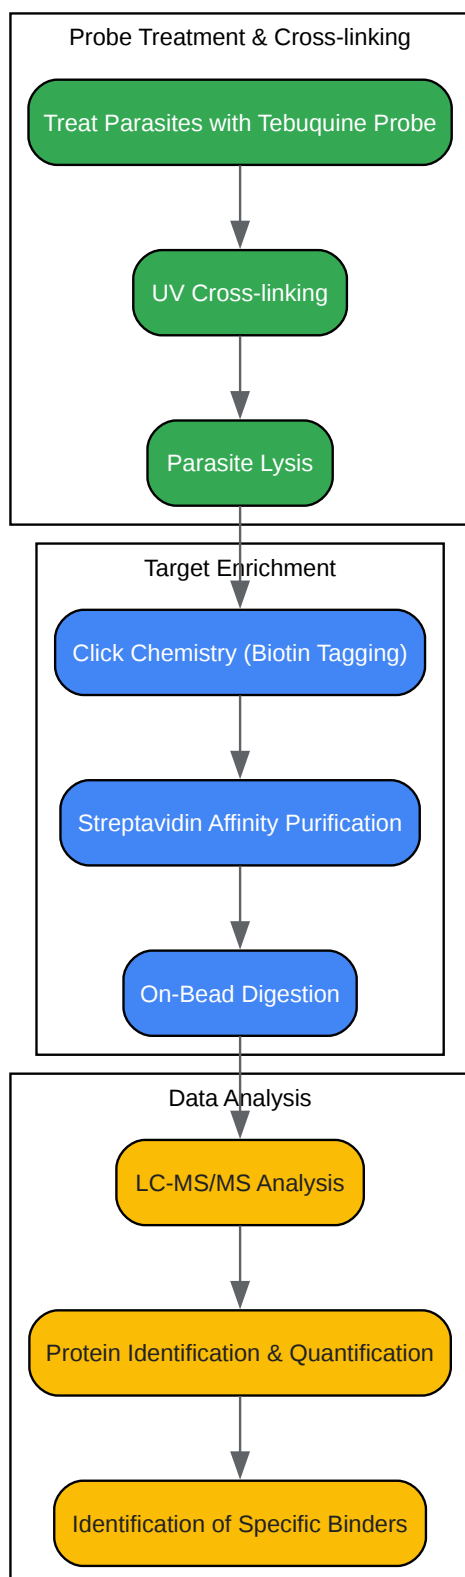 Probe Treatment & Cross-linking
Treat Parasites with Tebuquine Probe
UV Cross-linking
Parasite Lysis
Target Enrichment
Click Chemistry (Biotin Tagging)
Streptavidin Affinity Purification
On-Bead Digestion
Data Analysis
LC-MS/MS Analysis
Protein Identification & Quantification
Identification of Specific Binders